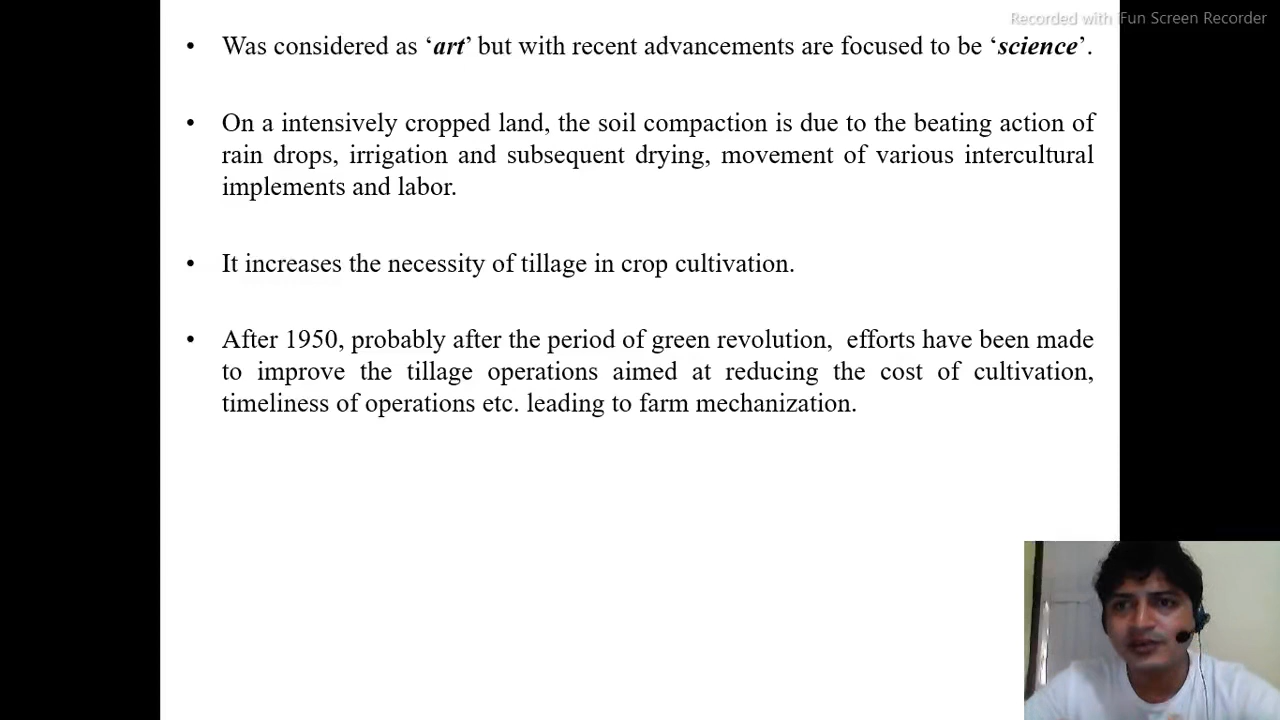 Recorded with iFun Screen Recorder
• Was considered as ‘art’ but with recent advancements are focused to be ‘science’.
• On a intensively cropped land, the soil compaction is due to the beating action of
rain drops, irrigation and subsequent drying, movement of various intercultural
implements and labor.
• It increases the necessity of tillage in crop cultivation.
• After 1950, probably after the period of green revolution,  efforts have been made
to improve the tillage operations aimed at reducing the cost of cultivation,
timeliness of operations etc. leading to farm mechanization.